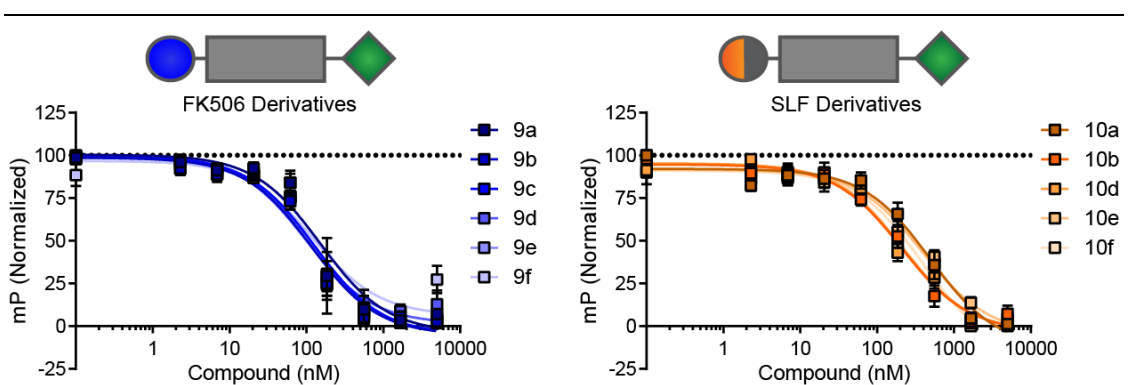 FK506 Derivatives
125
100
75
50
25
0
-25
mP (Normalized)
1
10
100
1000
10000
Compound (nM)
9a
9b
9c
9d
9e
9f
SLF Derivatives
125
100
75
50
25
0
-25
mP (Normalized)
1
10
100
1000
10000
Compound (nM)
10a
10b
10d
10e
10f